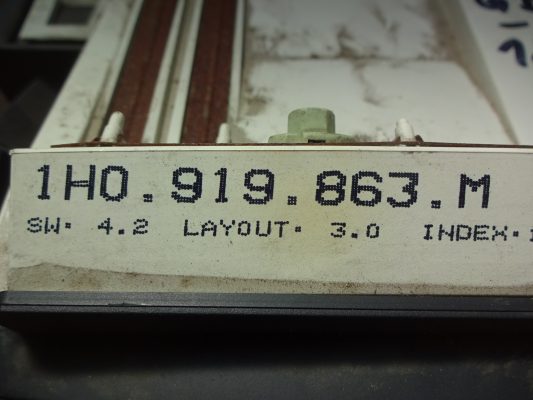 1H0.919.863.M
SW· 4.2 LAYOUT· 3.0 INDEX·